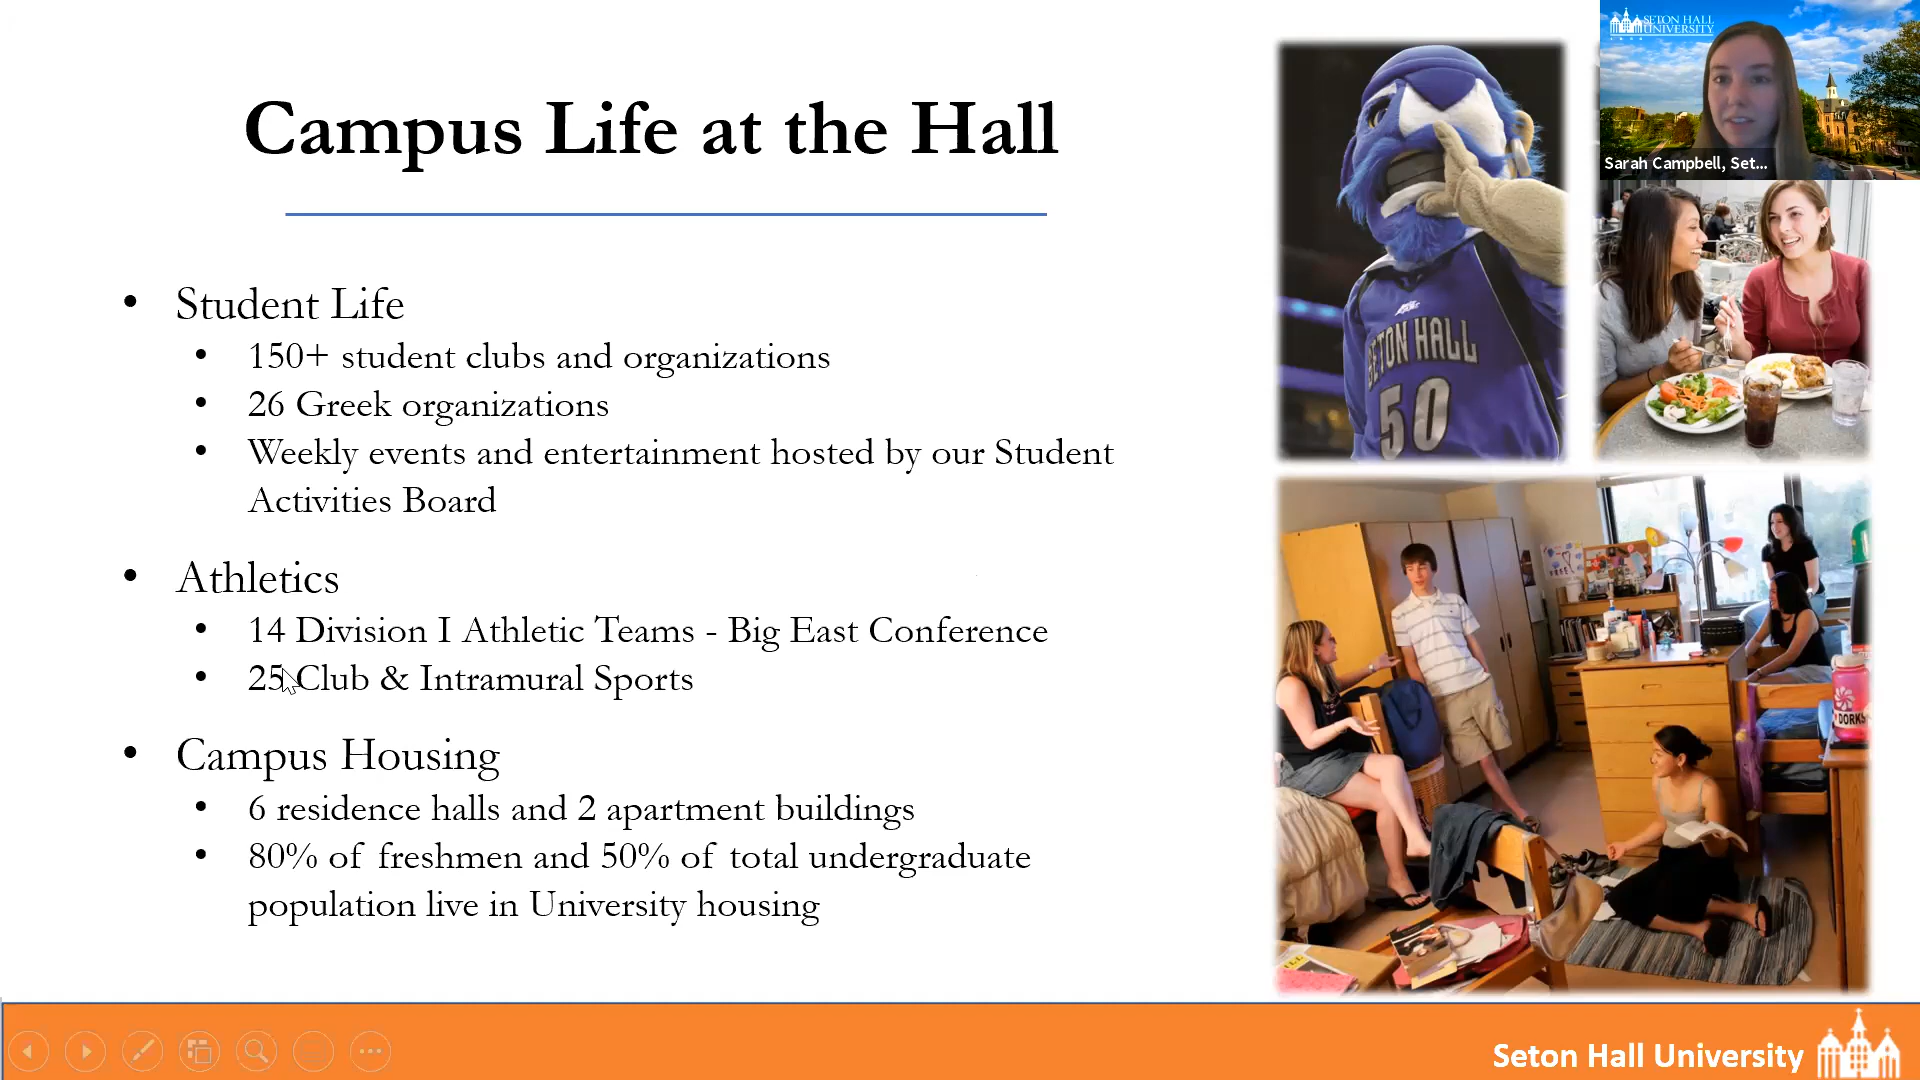 SETON HALL
UNIVERSITY
Campus Life at the Hall
Sarah Campbell, Set...
• Student Life
• 150+ student clubs and organizations
• 26 Greek organizations
• Weekly events and entertainment hosted by our Student
Activities Board
• Athletics
• 14 Division I Athletic Teams - Big East Conference
• 25 Club & Intramural Sports
• Campus Housing
• 6 residence halls and 2 apartment buildings
• 80% of freshmen and 50% of total undergraduate
population live in University housing
SETON HALL
50
DORKS
Seton Hall University